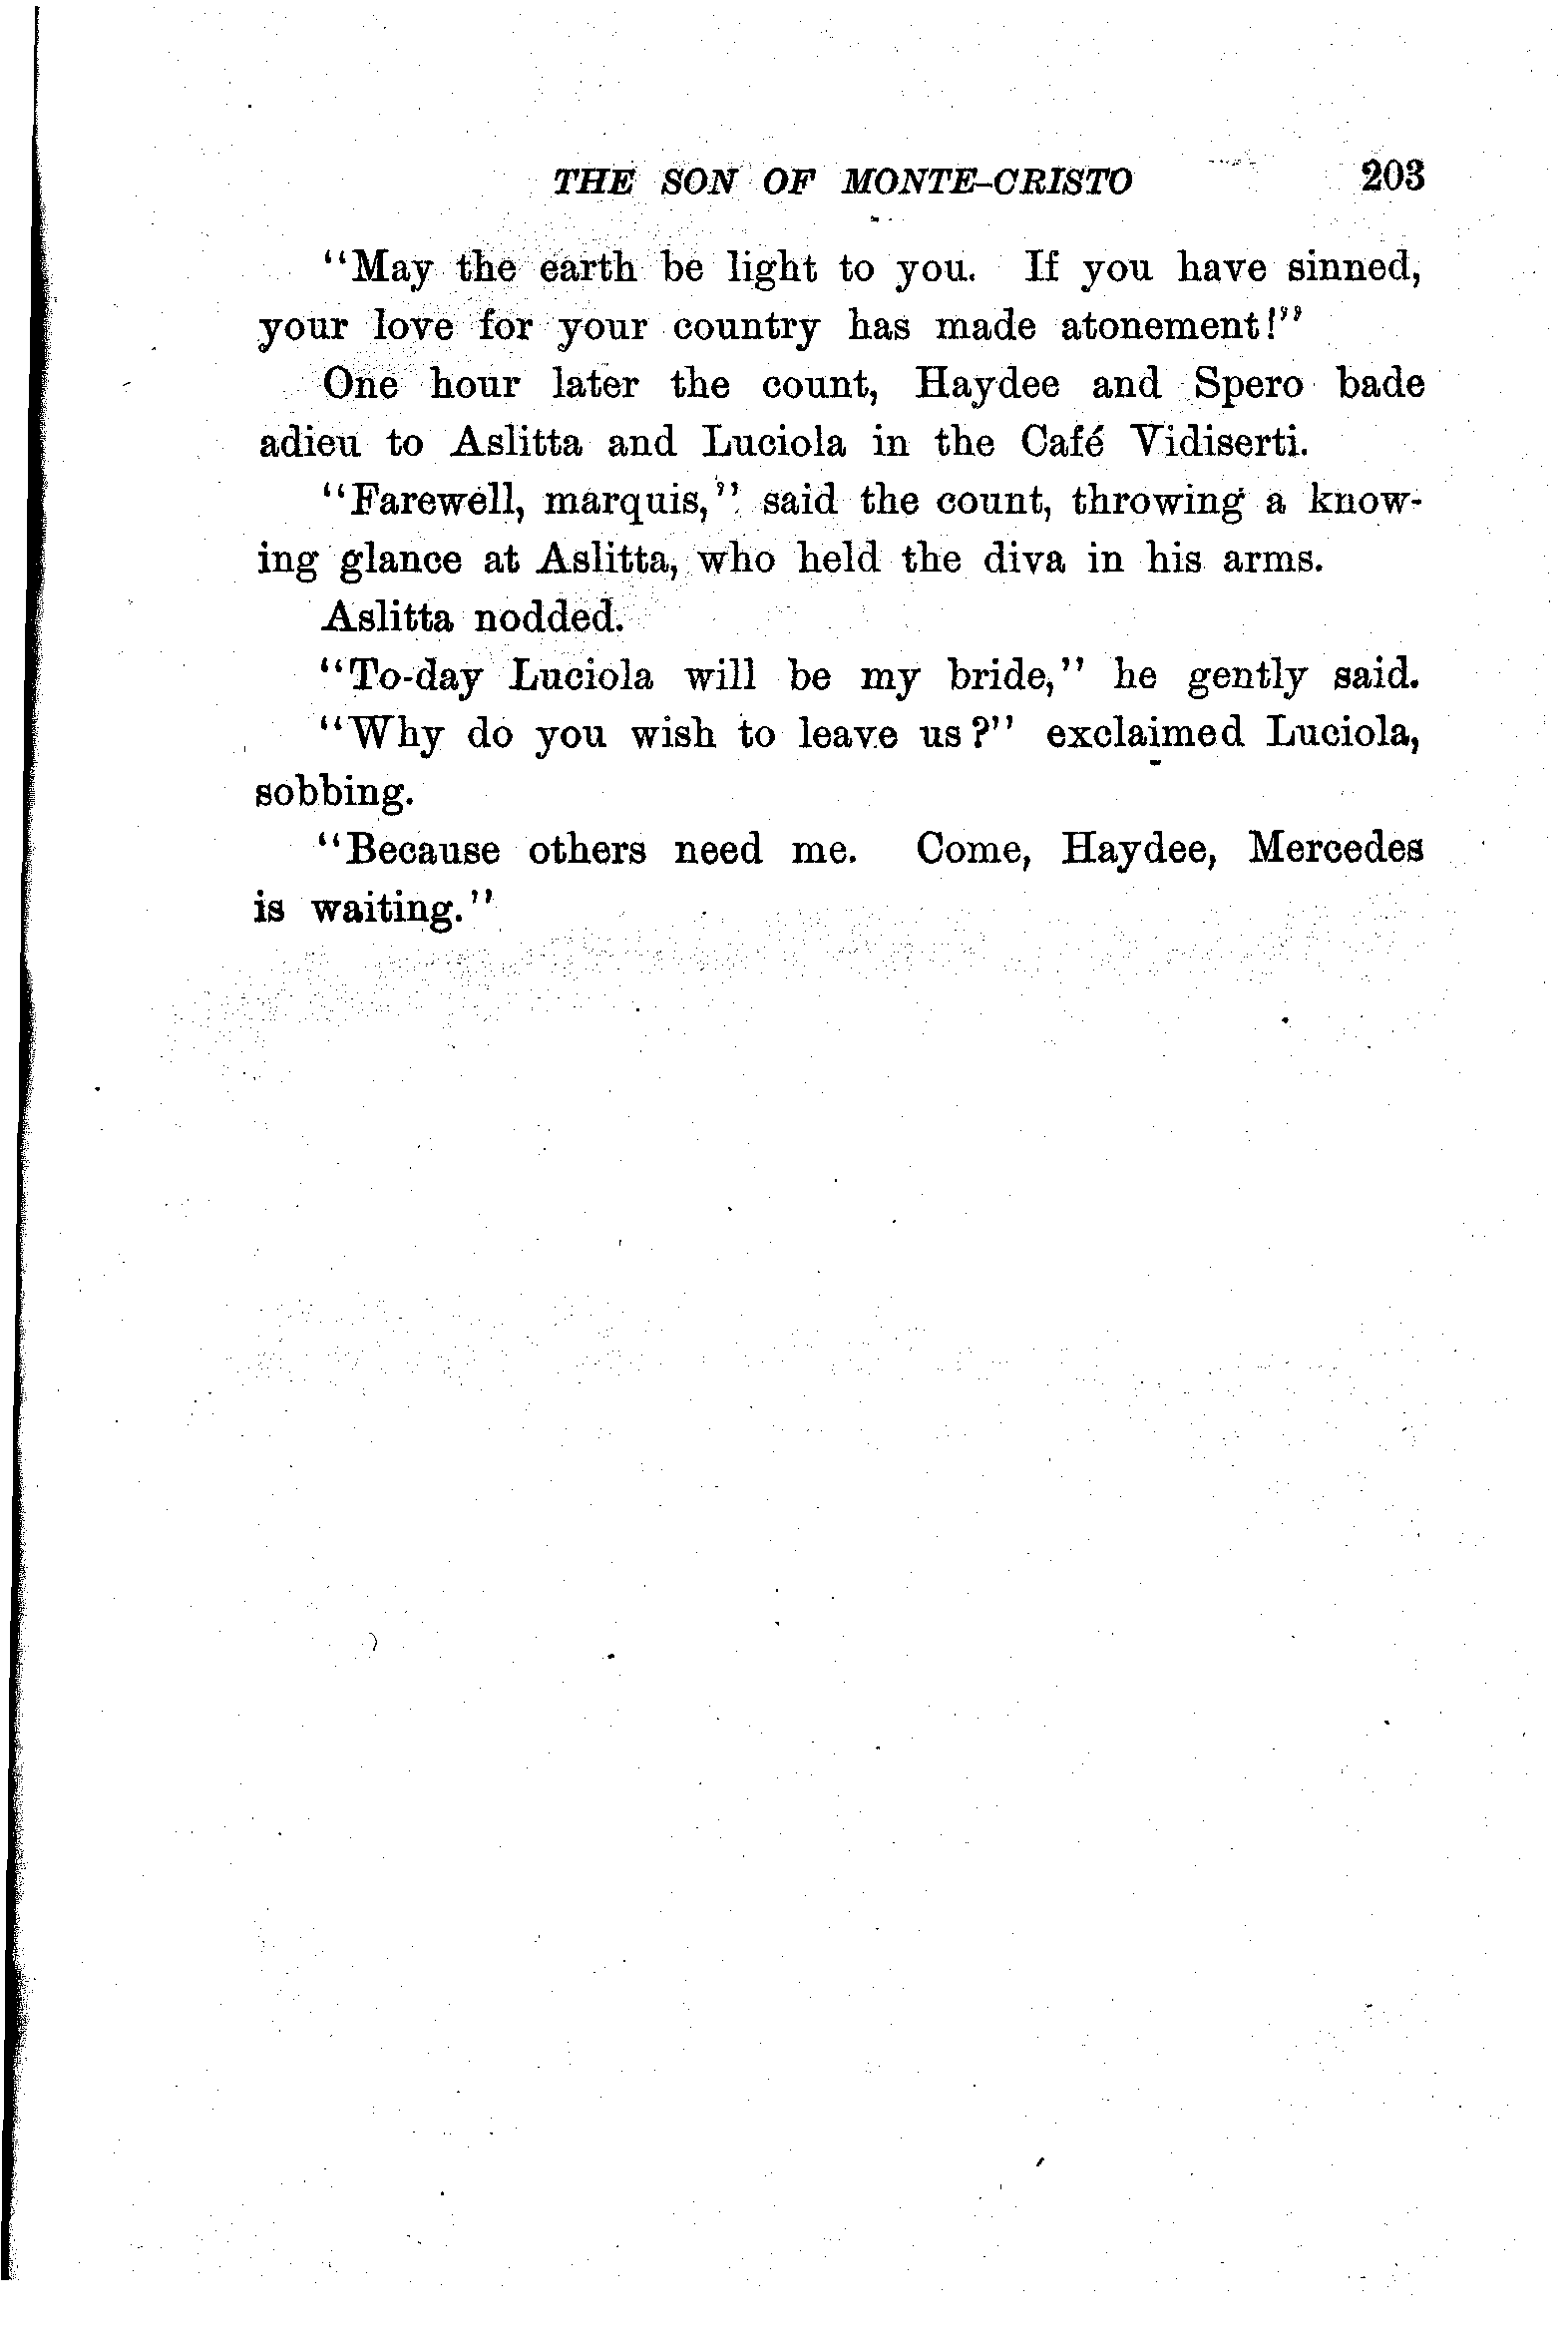 THE SON OF MONTE-CRISTO 203
"May the earth be light to you. If you have sinned,
your love for your country has made atonement!"
One hour later the count, Haydee and Spero bade
adieu to Aslitta and Luciola in the Café Vidiserti.
"Farewell, marquis," said the count, throwing a know-
ing glance at Aslitta, who held the diva in his arms.
Aslitta nodded.
"To-day Luciola will be my bride," he gently said.
"Why do you wish to leave us?" exclaimed Luciola,
sobbing.
"Because others need me. Come, Haydee, Mercedes
is waiting."